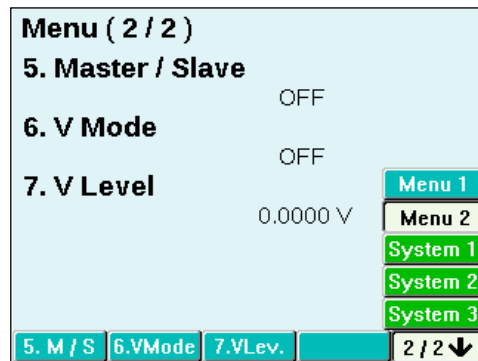 Menu ( 2 / 2 )
5. Master / Slave
OFF
6. V Mode
OFF
7. V Level
0.0000 V
Menu 1
Menu 2
System 1
System 2
System 3
5. M / S 6.VMode 7.VLev. 2 / 2